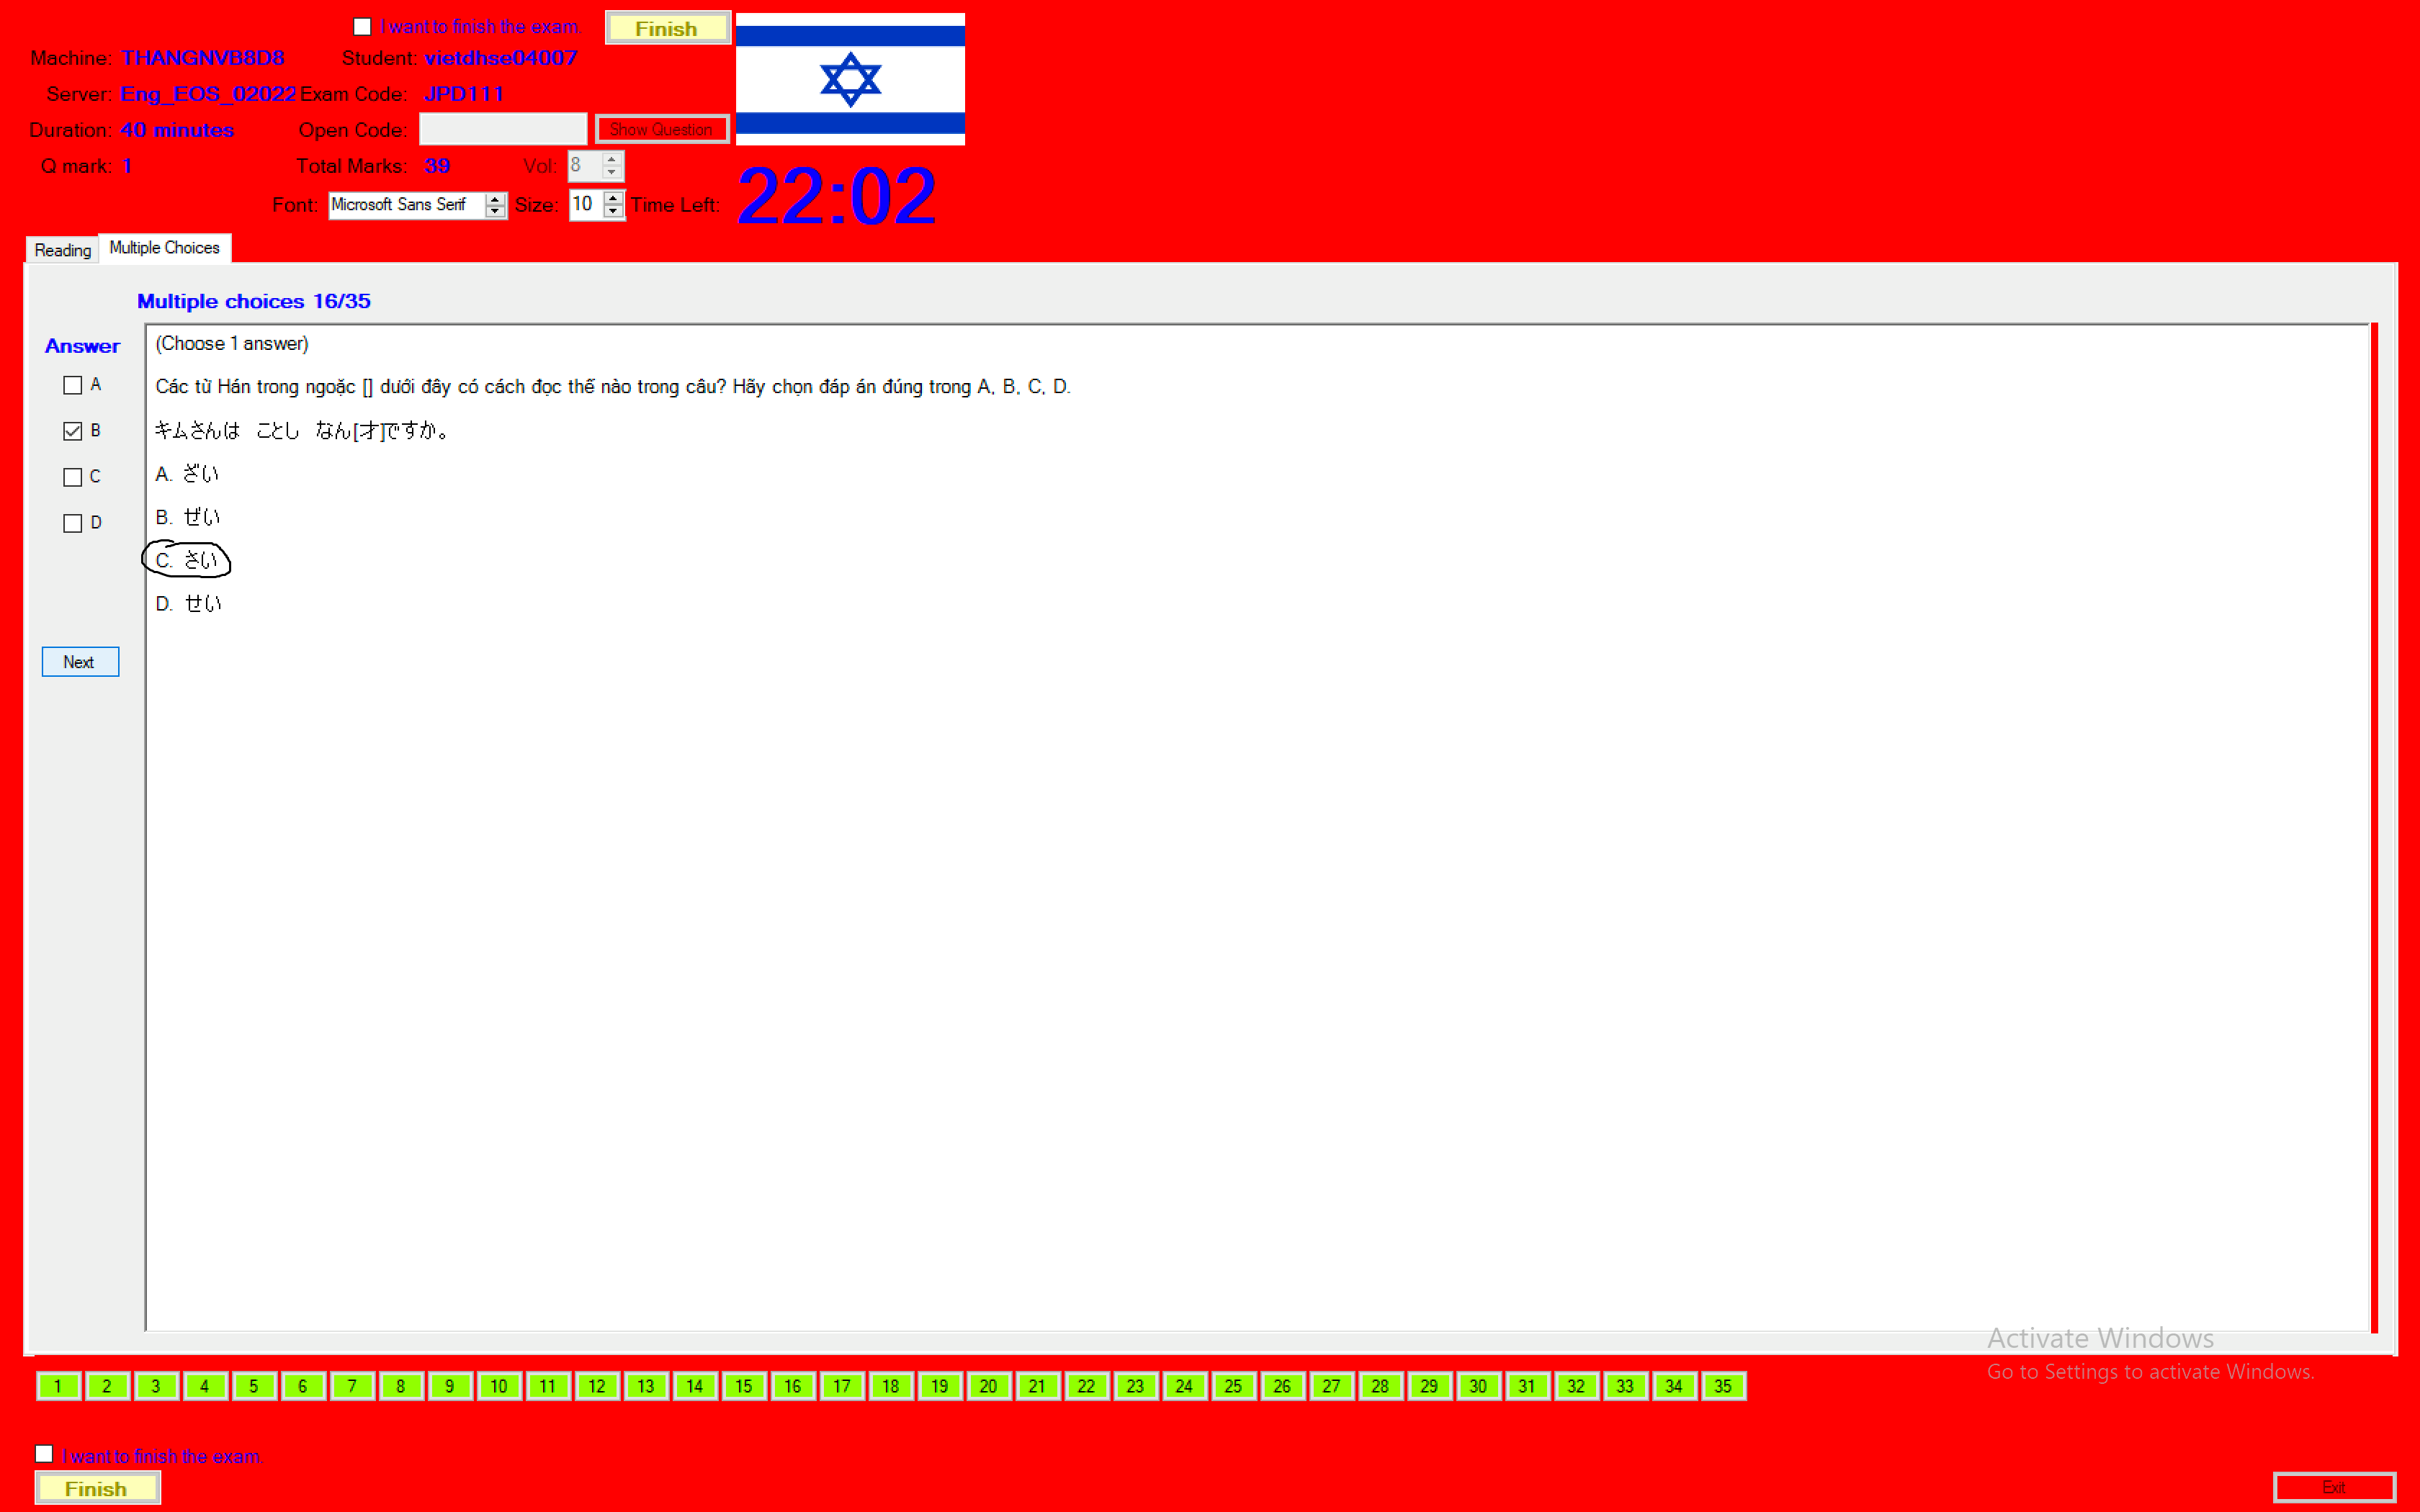 I want to finish the exam.
Finish
Machine: THANGNVB8D8 Student: vietdhse04007
Server: Eng_EOS_02022 Exam Code: JPD111
Duration: 40 minutes Open Code: Show Question
Q mark: 1 Total Marks: 39 Vol: 8
Font: Microsoft Sans Serif Size: 10 Time Left: 22:02
Reading Multiple Choices
Multiple choices 16/35
Answer
A
B
C
D
Next
(Choose 1 answer)
Các từ Hán trong ngoặc [] dưới đây có cách đọc thế nào trong câu? Hãy chọn đáp án đúng trong A, B, C, D.
キムさんは ことし なん[才]ですか。
A. ざい
B. ぜい
C. さい
D. せい
Activate Windows
Go to Settings to activate Windows.
1 2 3 4 5 6 7 8 9 10 11 12 13 14 15 16 17 18 19 20 21 22 23 24 25 26 27 28 29 30 31 32 33 34 35
I want to finish the exam.
Finish
Exit